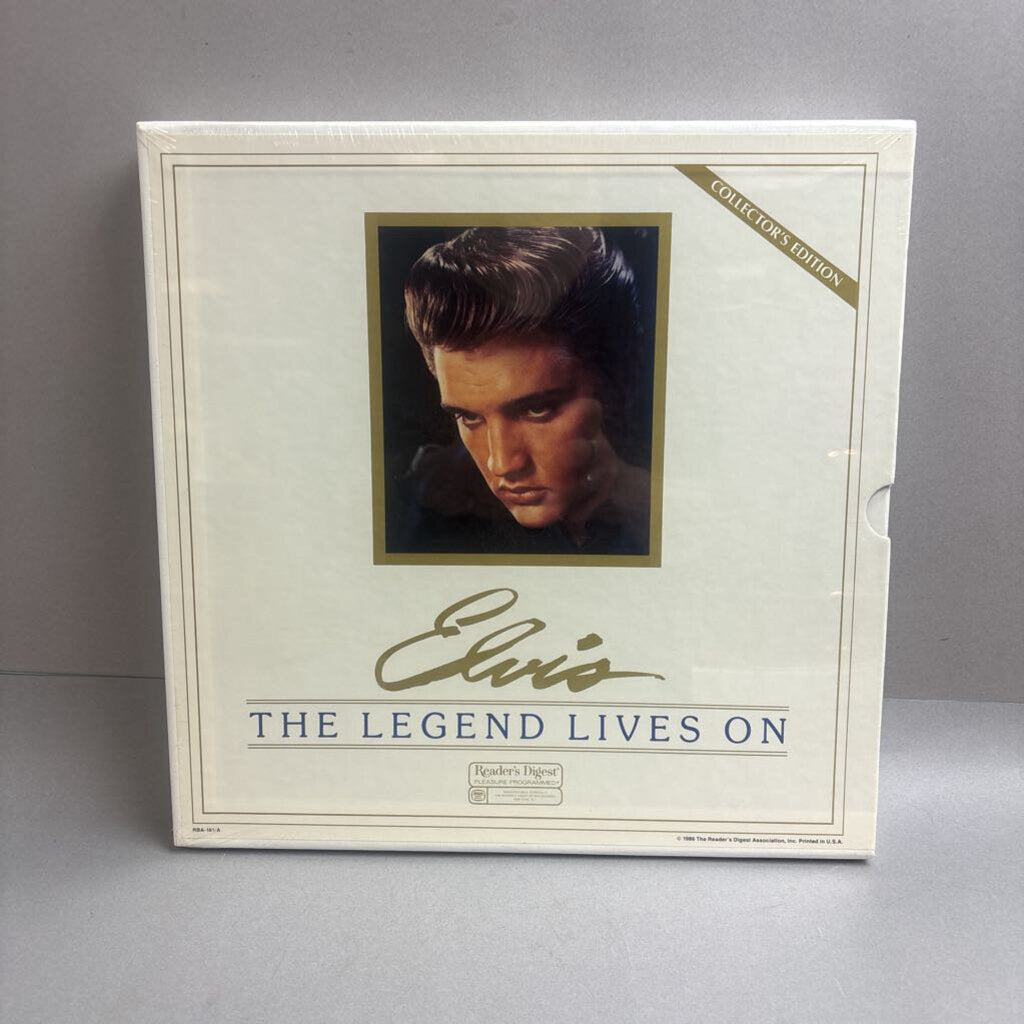 COLLECTOR'S EDITION
Elvis
THE LEGEND LIVES ON
Reader's Digest
PLEASURE PROGRAMMED®
RBA-181/A
© 1986 The Reader's Digest Association, Inc. Printed in U.S.A.